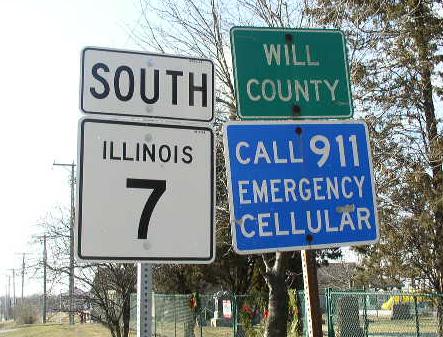 SOUTH
ILLINOIS
7
WILL
COUNTY
CALL 911
EMERGENCY
CELLULAR